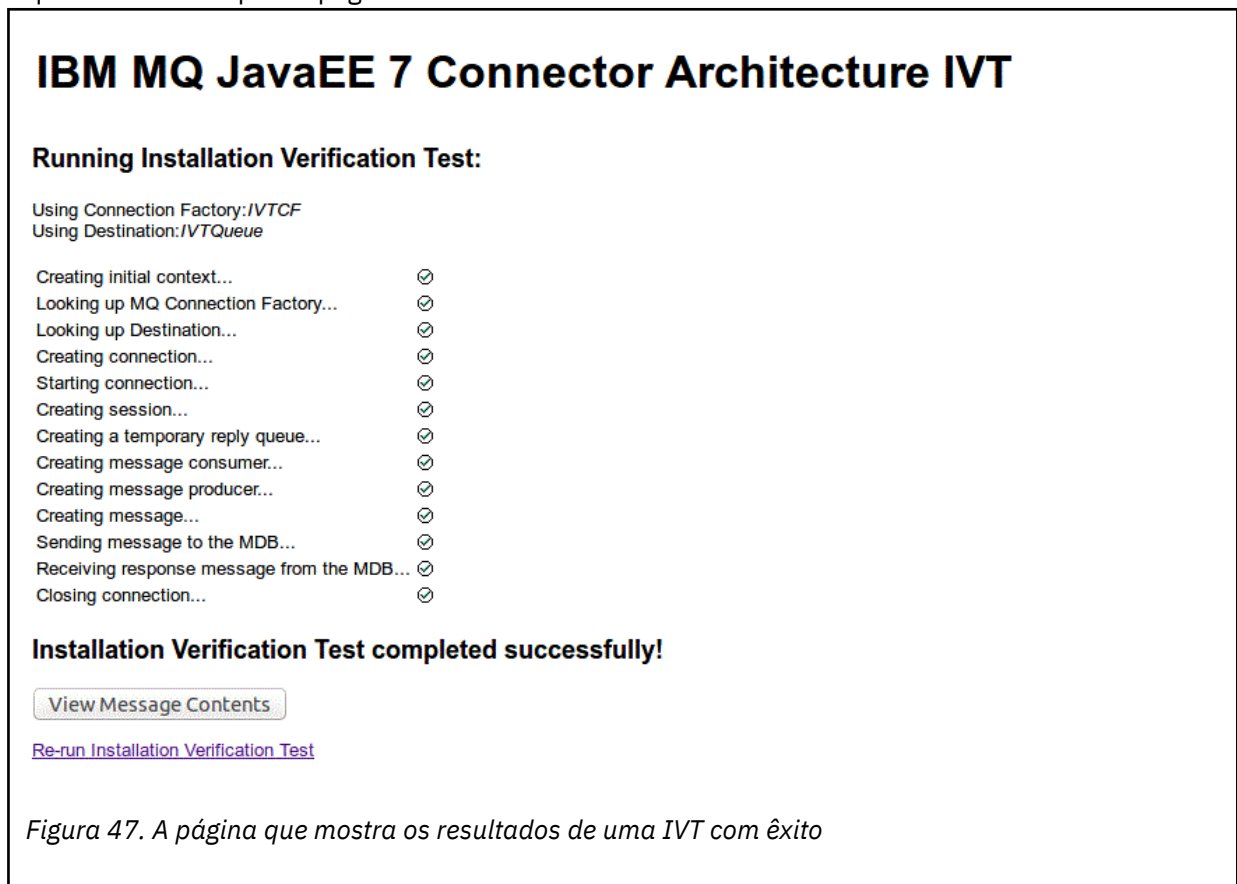 IBM MQ JavaEE 7 Connector Architecture IVT
Running Installation Verification Test:
Using Connection Factory:IVTCF
Using Destination:IVTQueue
Creating initial context...
Looking up MQ Connection Factory...
Looking up Destination...
Creating connection...
Starting connection...
Creating session...
Creating a temporary reply queue...
Creating message consumer...
Creating message producer...
Creating message...
Sending message to the MDB...
Receiving response message from the MDB...
Closing connection...
Installation Verification Test completed successfully!
View Message Contents
Re-run Installation Verification Test
Figura 47. A página que mostra os resultados de uma IVT com êxito